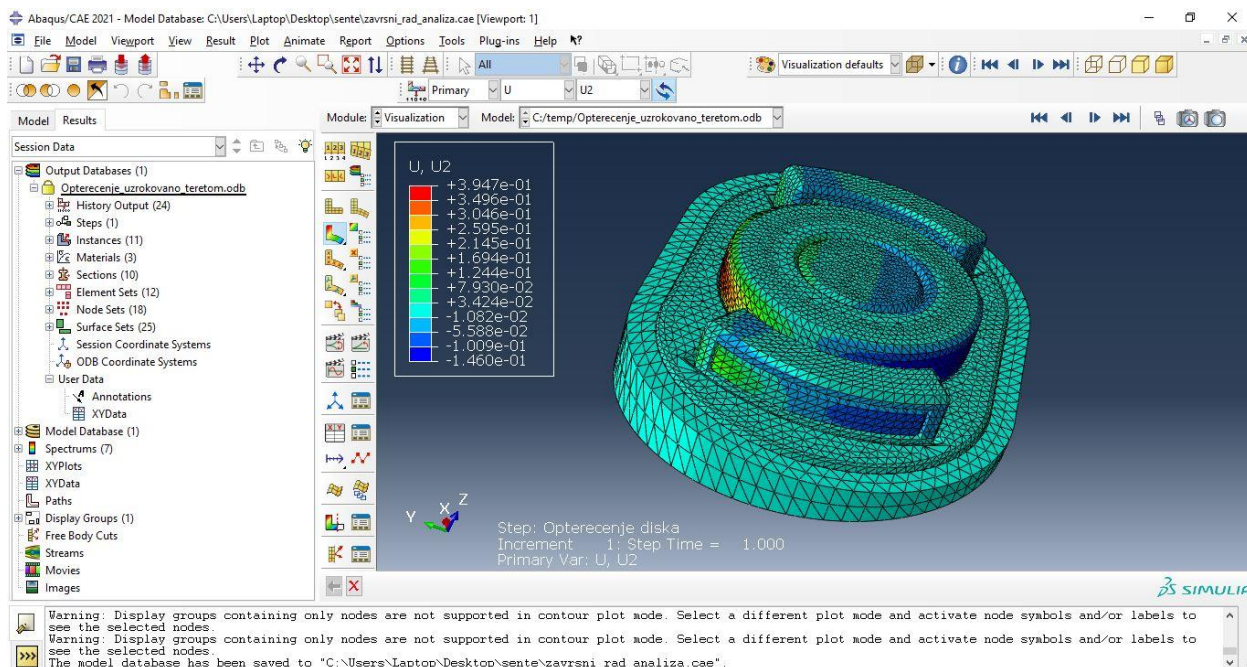 Abaqus/CAE 2021 - Model Database: C:\Users\Laptop\Desktop\sente\zavrsni_rad_analiza.cae [Viewport: 1]
File Model Viewport View Result Plot Animate Report Options Tools Plug-ins Help
All
Visualization defaults
Primary U U2
Model Results
Module: Visualization Model: C:/temp/Opterecenje_uzrokovano_teretom.odb
Session Data
Output Databases (1)
Opterecenje_uzrokovano_teretom.odb
History Output (24)
Steps (1)
Instances (11)
Materials (3)
Sections (10)
Element Sets (12)
Node Sets (18)
Surface Sets (25)
Session Coordinate Systems
ODB Coordinate Systems
User Data
Annotations
XYData
Model Database (1)
Spectrums (7)
XYPlots
XYData
Paths
Display Groups (1)
Free Body Cuts
Streams
Movies
Images
U, U2
+3.947e-01
+3.496e-01
+3.046e-01
+2.595e-01
+2.145e-01
+1.694e-01
+1.244e-01
+7.930e-02
+3.424e-02
-1.082e-02
-5.588e-02
-1.009e-01
-1.460e-01
Y X Z
Step: Opterecenje diska
Increment 1: Step Time = 1.000
Primary Var: U, U2
SIMULIA
Warning: Display groups containing only nodes are not supported in contour plot mode. Select a different plot mode and activate node symbols and/or labels to
see the selected nodes.
Warning: Display groups containing only nodes are not supported in contour plot mode. Select a different plot mode and activate node symbols and/or labels to
see the selected nodes.
The model database has been saved to "C:\Users\Laptop\Desktop\sente\zavrsni_rad_analiza.cae".